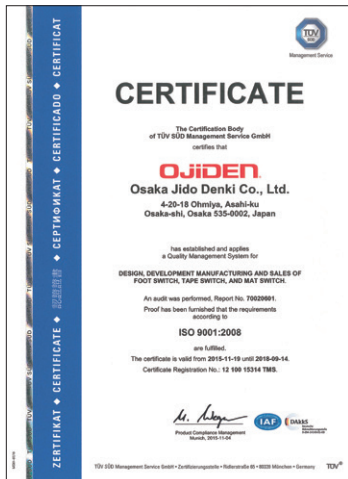 TÜV
SÜD
Management Service
CERTIFICATE
The Certification Body
of TÜV SÜD Management Service GmbH
certifies that
OJIDEN
Osaka Jido Denki Co., Ltd.
4-20-18 Ohmiya, Asahi-ku
Osaka-shi, Osaka 535-0002, Japan
has established and applies
a Quality Management System for
DESIGN, DEVELOPMENT MANUFACTURING AND SALES OF
FOOT SWITCH, TAPE SWITCH, AND MAT SWITCH.
An audit was performed, Report No. 70020691.
Proof has been furnished that the requirements
according to
ISO 9001:2008
are fulfilled.
The certificate is valid from 2015-11-19 until 2018-09-14.
Certificate Registration No.: 12 100 15314 TMS.
Product Compliance Management
Munich, 2015-11-04
IAF
DAkkS
TÜV SÜD Management Service GmbH • Zertifizierungsstelle • Ridlerstraße 65 • 80339 München • Germany
TÜV®
ZERTIFIKAT ◆ CERTIFICATE ◆ 認證證書 ◆ СЕРТИФИКАТ ◆ CERTIFICADO ◆ CERTIFICAT